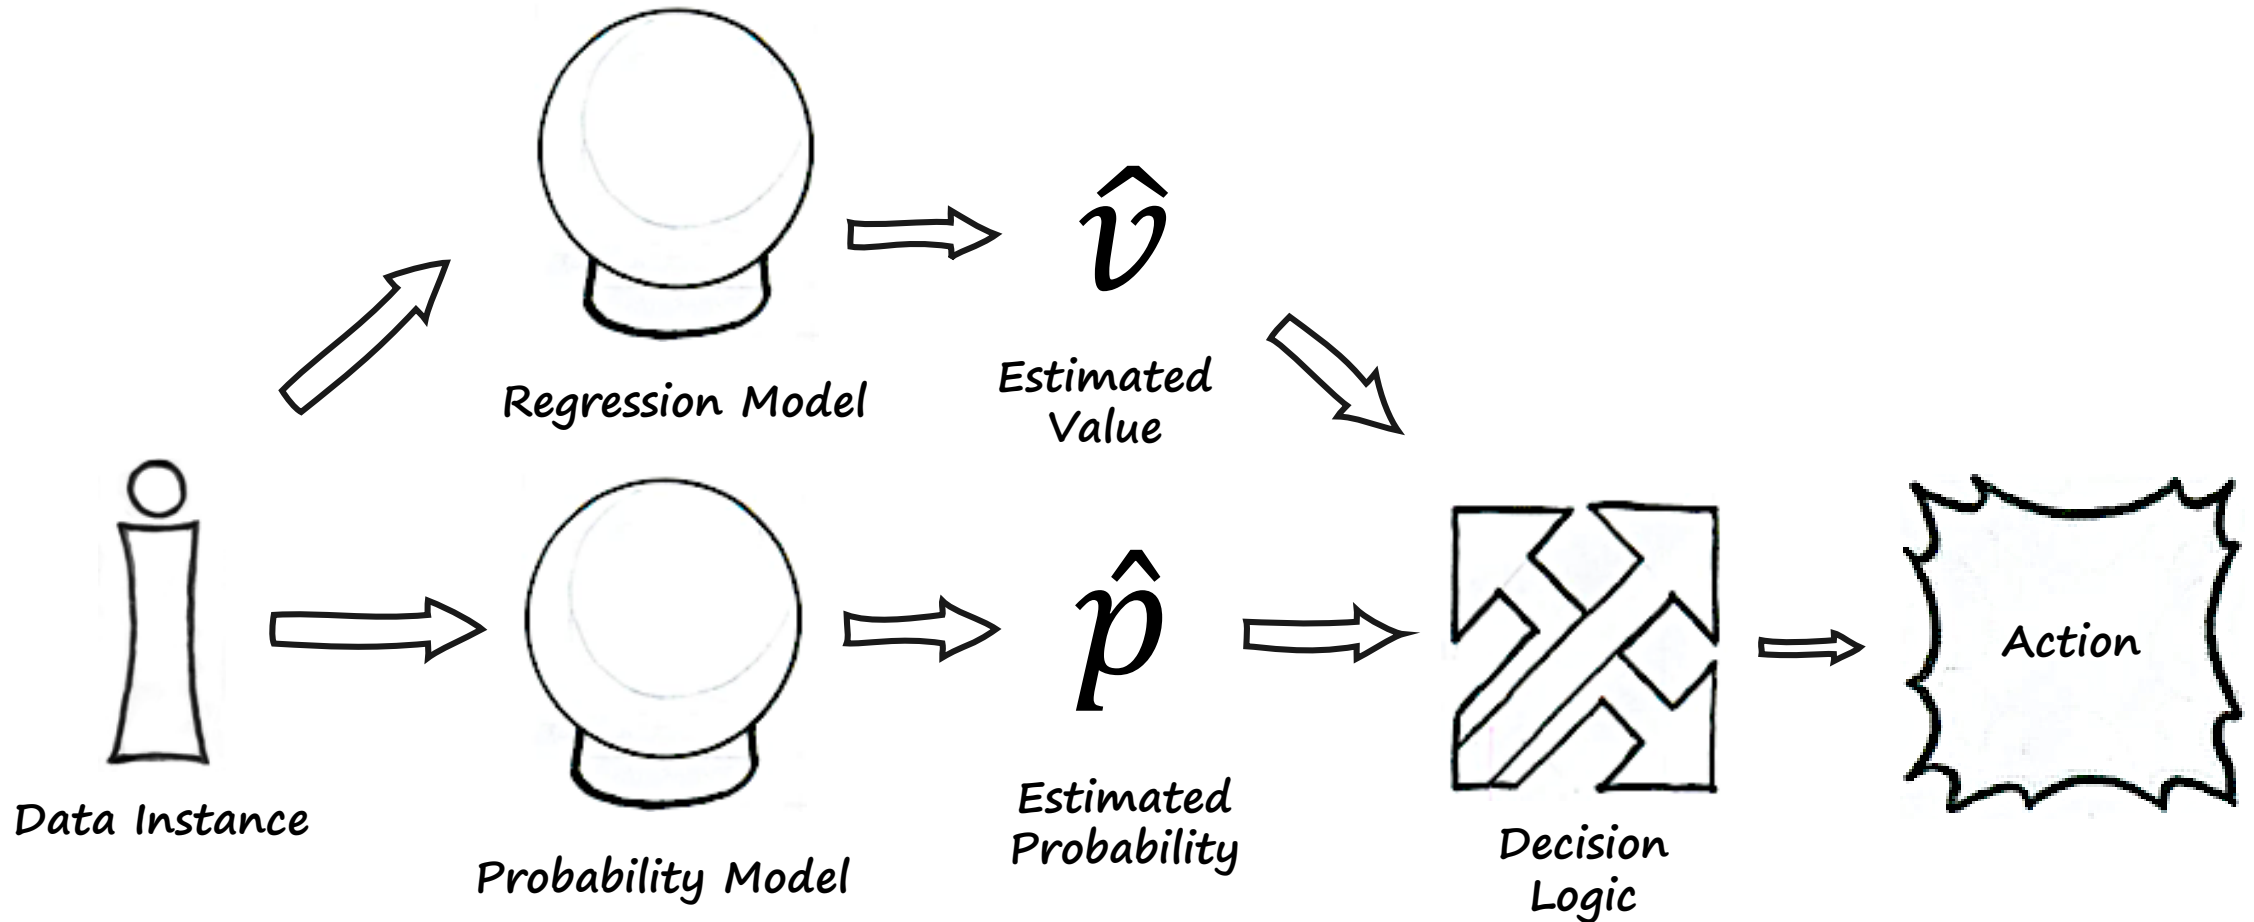 v̂
Regression Model
Estimated
Value
p̂
Data Instance
Probability Model
Estimated
Probability
Decision
Logic
Action